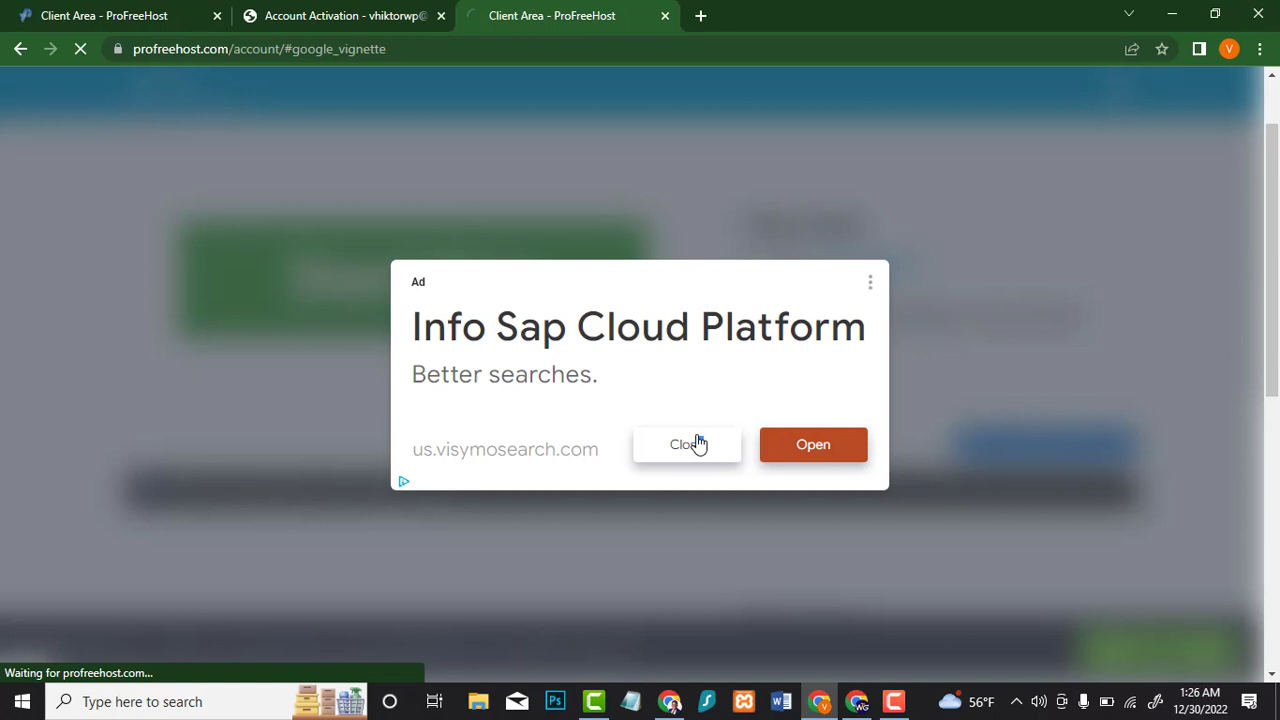 Client Area - ProFreeHost
Account Activation - vhiktorwp@
Client Area - ProFreeHost
profreehost.com/account/#google_vignette
V
Ad
Info Sap Cloud Platform
Better searches.
us.visymosearch.com
Open
Waiting for profreehost.com...
Type here to search
56°F
1:26 AM
12/30/2022